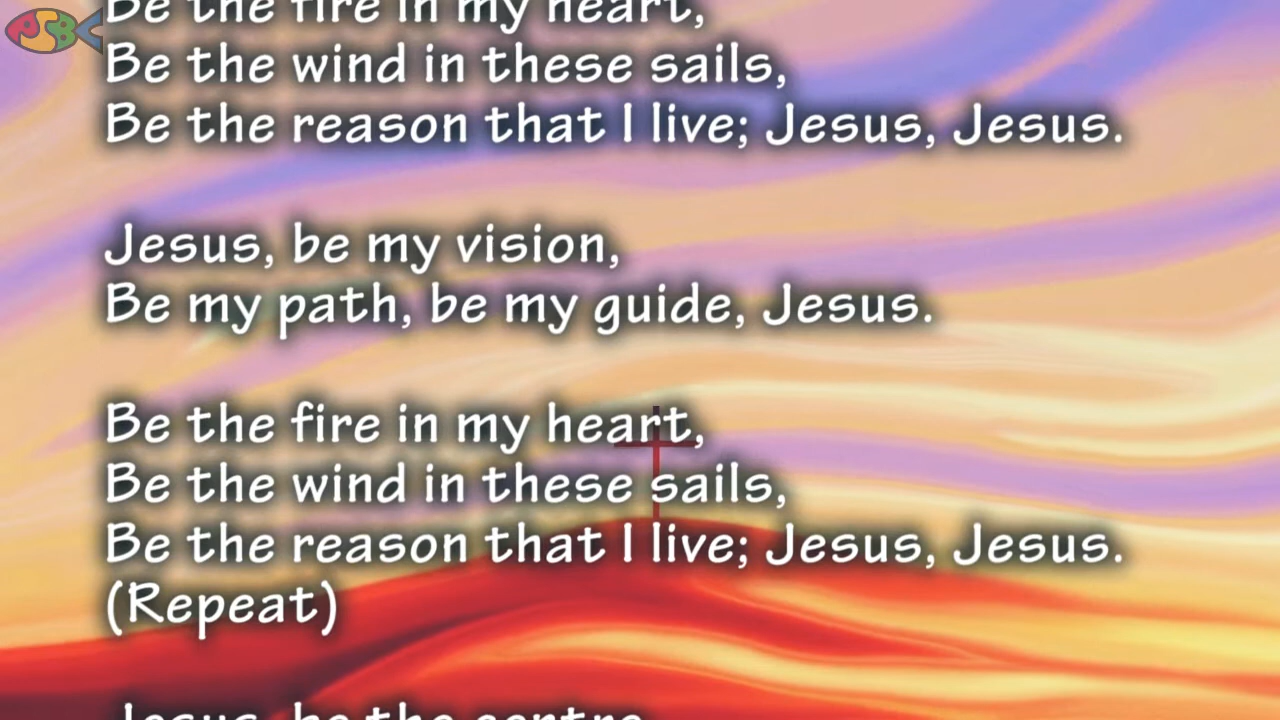 PSBC
Be the fire in my heart,
Be the wind in these sails,
Be the reason that I live; Jesus, Jesus.
Jesus, be my vision,
Be my path, be my guide, Jesus.
Be the fire in my heart,
Be the wind in these sails,
Be the reason that I live; Jesus, Jesus.
(Repeat)
Jesus, be the centre